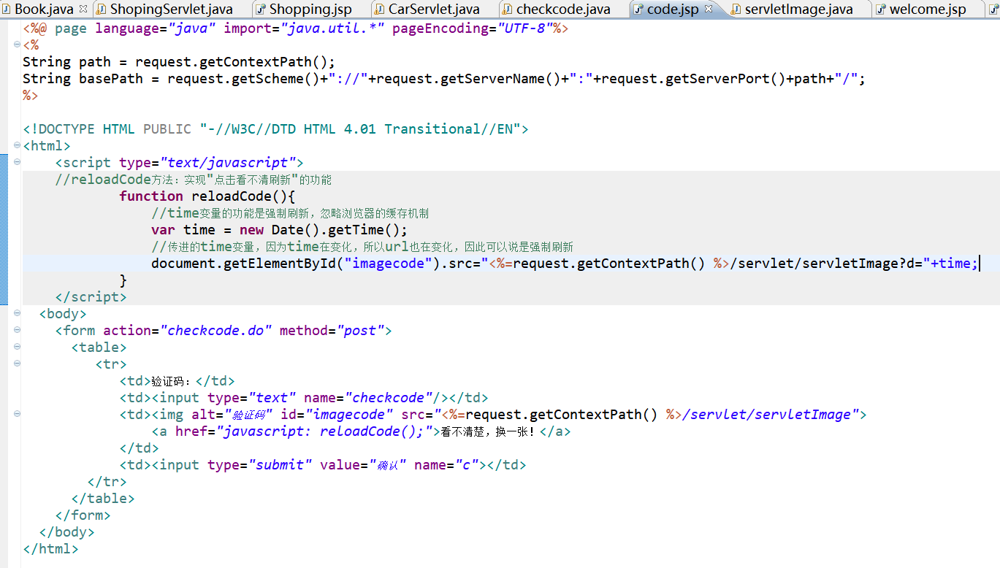 Book.java ShopingServlet.java Shopping.jsp CarServlet.java checkcode.java code.jsp servletImage.java welcome.jsp
<%@ page language="java" import="java.util.*" pageEncoding="UTF-8"%>
<%
String path = request.getContextPath();
String basePath = request.getScheme()+"://"+request.getServerName()+":"+request.getServerPort()+path+"/";
%>
<!DOCTYPE HTML PUBLIC "-//W3C//DTD HTML 4.01 Transitional//EN">
<html>
<script type="text/javascript">
//reloadCode方法：实现"点击看不清刷新"的功能
function reloadCode(){
//time变量的功能是强制刷新，忽略浏览器的缓存机制
var time = new Date().getTime();
//传进的time变量，因为time在变化，所以url也在变化，因此可以说是强制刷新
document.getElementById("imagecode").src="<%=request.getContextPath() %>/servlet/servletImage?d="+time;
}
</script>
<body>
<form action="checkcode.do" method="post">
<table>
<tr>
<td>验证码：</td>
<td><input type="text" name="checkcode"/></td>
<td><img alt="验证码" id="imagecode" src="<%=request.getContextPath() %>/servlet/servletImage">
<a href="javascript: reloadCode();">看不清楚，换一张！</a>
</td>
<td><input type="submit" value="确认" name="c"></td>
</tr>
</table>
</form>
</body>
</html>